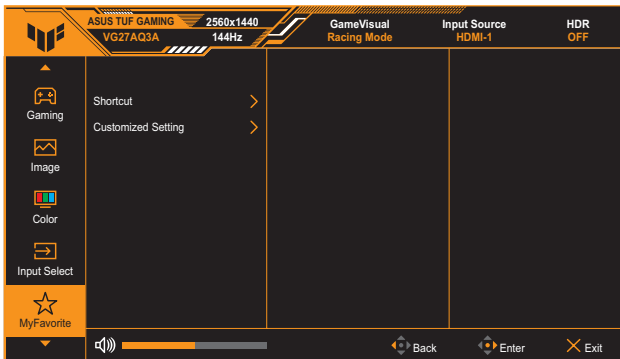 ASUS TUF GAMING 2560x1440 GameVisual Input Source HDR
VG27AQ3A 144Hz Racing Mode HDMI-1 OFF
Gaming
Shortcut
Customized Setting
Image
Color
Input Select
MyFavorite
Back Enter Exit